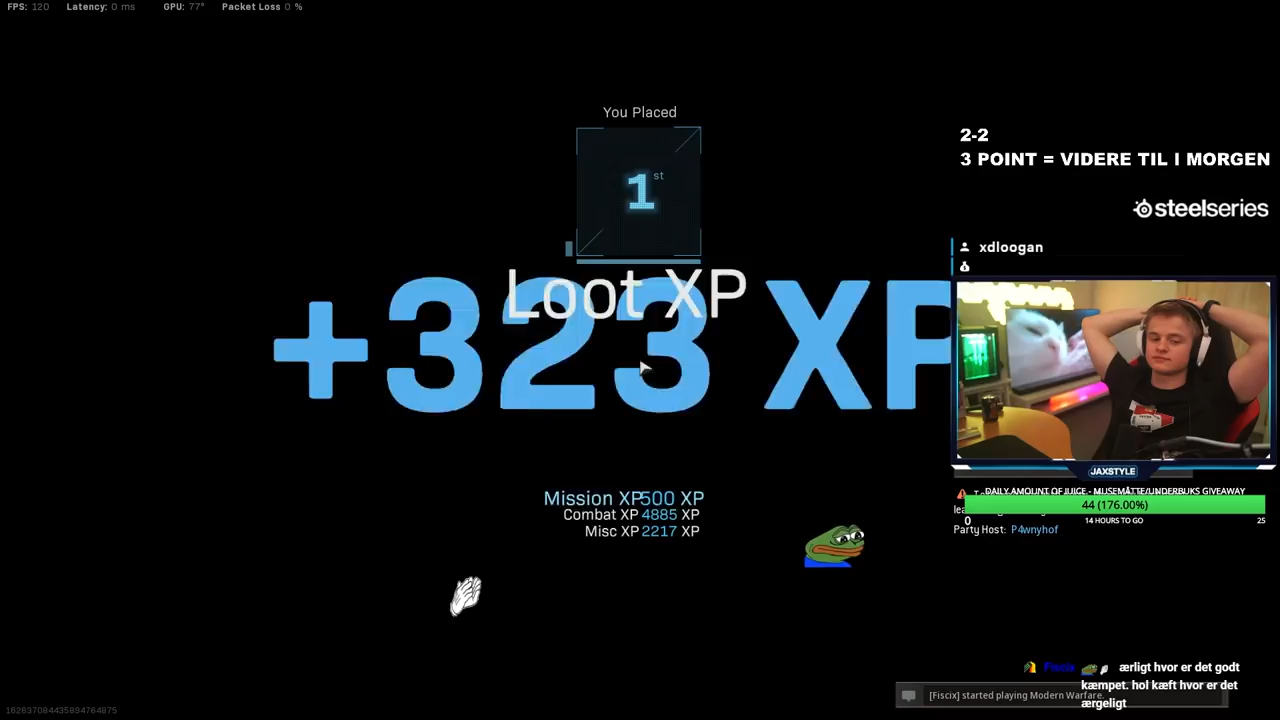 FPS: 120 Latency: 0 ms GPU: 77° Packet Loss 0 %
You Placed
1st
2-2
3 POINT = VIDERE TIL I MORGEN
steelseries
xdloogan
Loot XP
+323 XP
JAXSTYLE
DAILY AMOUNT OF JUICE - MUSEMÅTTE/UNDERBUKS GIVEAWAY
44 (176.00%)
0 14 HOURS TO GO 25
Party Host: P4wnyhof
Mission XP 500 XP
Combat XP 4885 XP
Misc XP 2217 XP
Fiscix ærligt hvor er det godt
kæmpet. hol kæft hvor er det
ærgeligt
[Fiscix] started playing Modern Warfare.